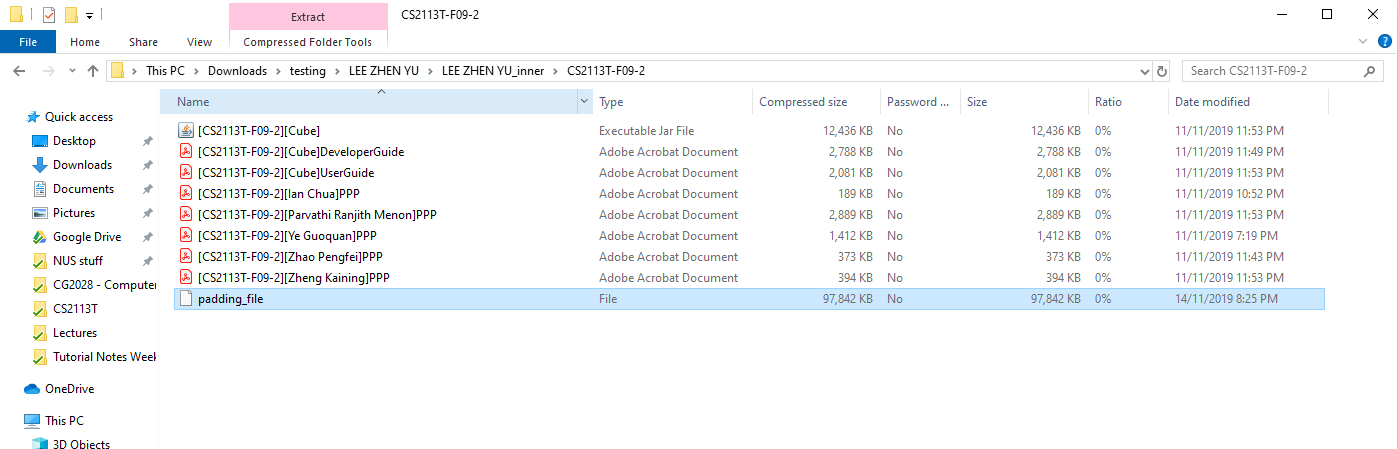 Extract CS2113T-F09-2
File Home Share View Compressed Folder Tools
This PC Downloads testing LEE ZHEN YU LEE ZHEN YU_inner CS2113T-F09-2 Search CS2113T-F09-2
Name Type Compressed size Password ... Size Ratio Date modified
Quick access
Desktop
Downloads
Documents
Pictures
Google Drive
NUS stuff
CG2028 - Computer
CS2113T
Lectures
Tutorial Notes Week
OneDrive
This PC
3D Objects
[CS2113T-F09-2][Cube] Executable Jar File 12,436 KB No 12,436 KB 0% 11/11/2019 11:53 PM
[CS2113T-F09-2][Cube]DeveloperGuide Adobe Acrobat Document 2,788 KB No 2,788 KB 0% 11/11/2019 11:49 PM
[CS2113T-F09-2][Cube]UserGuide Adobe Acrobat Document 2,081 KB No 2,081 KB 0% 11/11/2019 11:53 PM
[CS2113T-F09-2][Ian Chua]PPP Adobe Acrobat Document 189 KB No 189 KB 0% 11/11/2019 10:52 PM
[CS2113T-F09-2][Parvathi Ranjith Menon]PPP Adobe Acrobat Document 2,889 KB No 2,889 KB 0% 11/11/2019 11:53 PM
[CS2113T-F09-2][Ye Guoquan]PPP Adobe Acrobat Document 1,412 KB No 1,412 KB 0% 11/11/2019 7:19 PM
[CS2113T-F09-2][Zhao Pengfei]PPP Adobe Acrobat Document 373 KB No 373 KB 0% 11/11/2019 11:43 PM
[CS2113T-F09-2][Zheng Kaining]PPP Adobe Acrobat Document 394 KB No 394 KB 0% 11/11/2019 11:53 PM
padding_file File 97,842 KB No 97,842 KB 0% 14/11/2019 8:25 PM